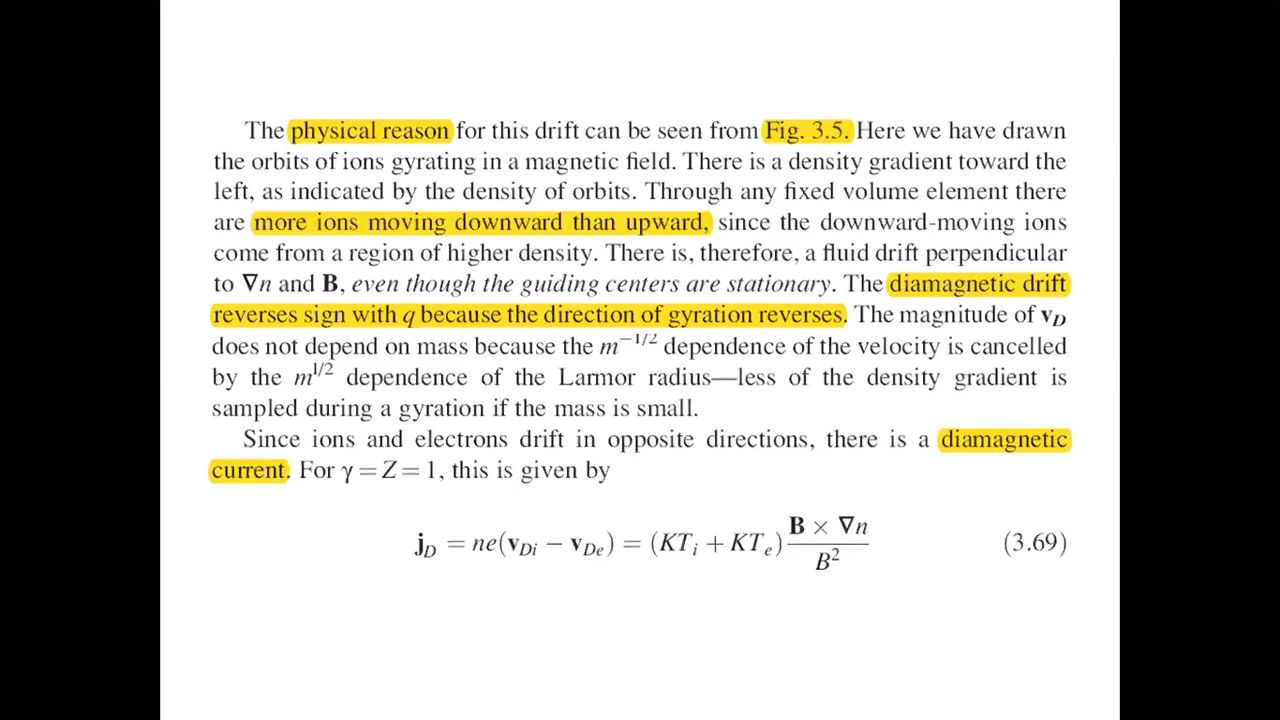 The physical reason for this drift can be seen from Fig. 3.5. Here we have drawn
the orbits of ions gyrating in a magnetic field. There is a density gradient toward the
left, as indicated by the density of orbits. Through any fixed volume element there
are more ions moving downward than upward, since the downward-moving ions
come from a region of higher density. There is, therefore, a fluid drift perpendicular
to ∇n and B, even though the guiding centers are stationary. The diamagnetic drift
reverses sign with q because the direction of gyration reverses. The magnitude of v_D
does not depend on mass because the m^{−1/2} dependence of the velocity is cancelled
by the m^{1/2} dependence of the Larmor radius—less of the density gradient is
sampled during a gyration if the mass is small.
Since ions and electrons drift in opposite directions, there is a diamagnetic
current. For γ = Z = 1, this is given by
j_D = ne(v_{Di} − v_{De}) = (KT_i + KT_e) (B × ∇n)/B² (3.69)